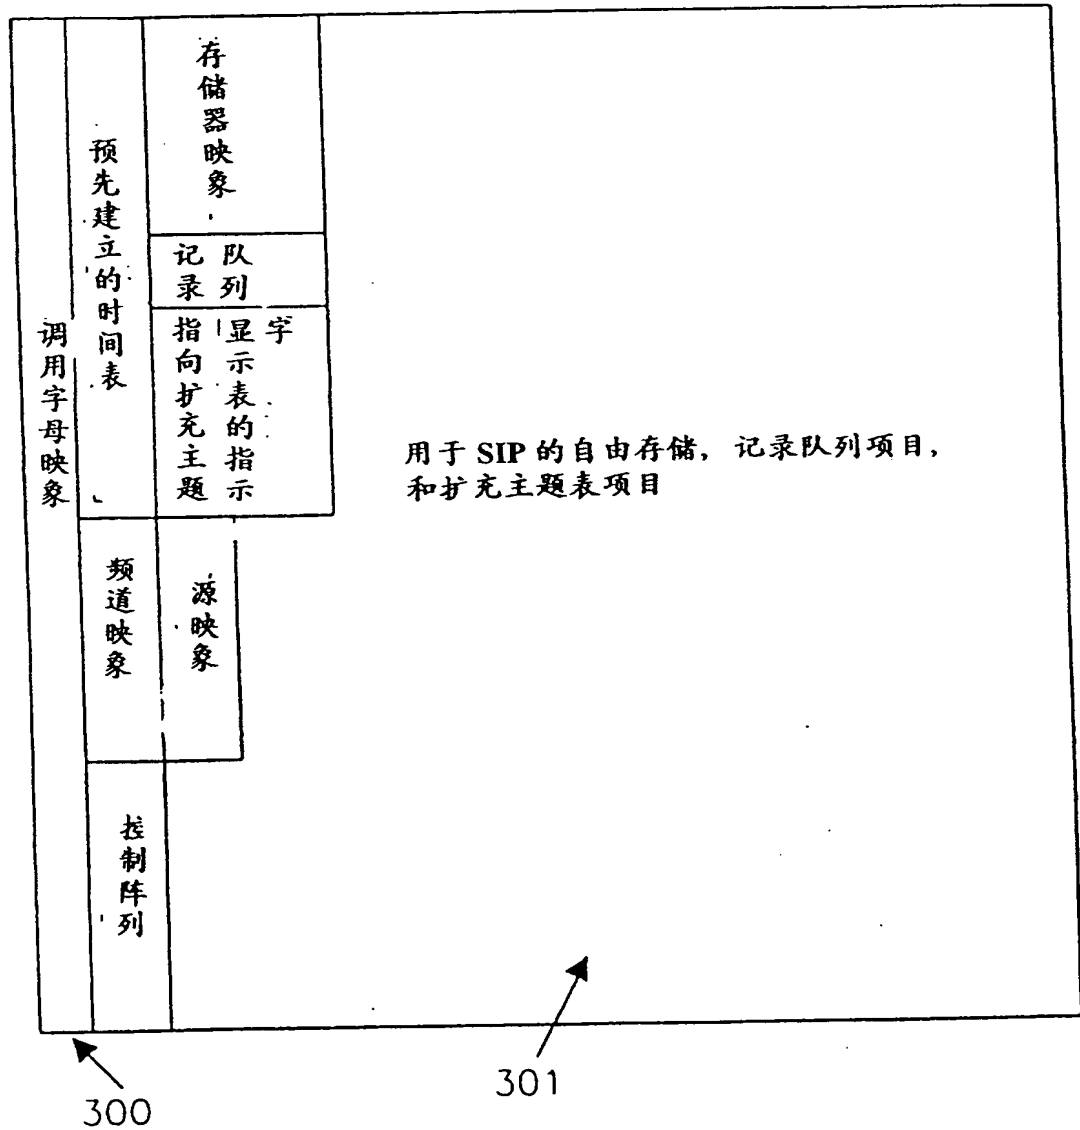 调用字母映象
预先建立的时间表
存储器映象
记录
队列
指向扩充主题
显示表的指示
字
频道映象
源映象
控制阵列
用于 SIP 的自由存储，记录队列项目，
和扩充主题表项目
300
301